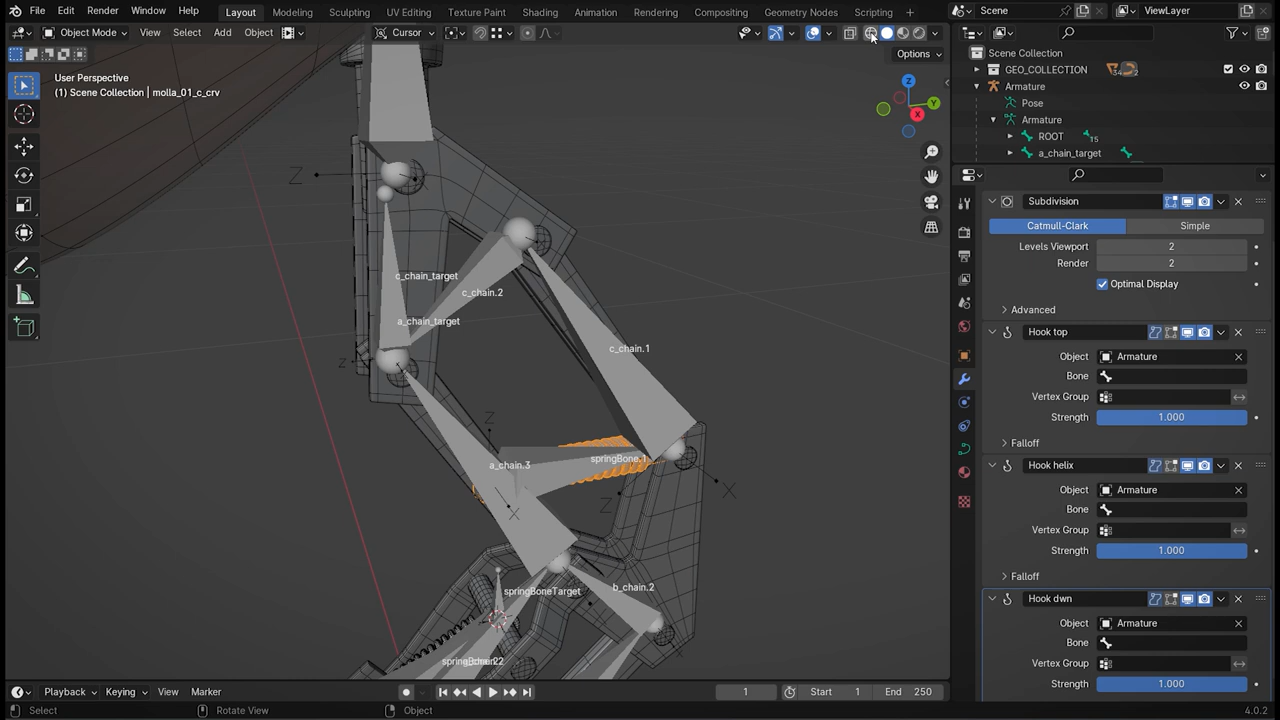 File Edit Render Window Help Layout Modeling Sculpting UV Editing Texture Paint Shading Animation Rendering Compositing Geometry Nodes Scripting + Scene ViewLayer
Object Mode View Select Add Object Cursor
Options
User Perspective
(1) Scene Collection | molla_01_c_crv
Z
Y
X
Z
c_chain_target
c_chain.2
a_chain_target
Z
c_chain.1
Z
a_chain.3
springBone.1
Z
X
X
springBoneTarget
b_chain.2
Scene Collection
GEO_COLLECTION
Armature
Pose
Armature
ROOT
a_chain_target
Subdivision
Catmull-Clark Simple
Levels Viewport 2
Render 2
Optimal Display
Advanced
Hook top
Object Armature
Bone
Vertex Group
Strength 1.000
Falloff
Hook helix
Object Armature
Bone
Vertex Group
Strength 1.000
Falloff
Hook dwn
Object Armature
Bone
Vertex Group
Strength 1.000
Playback Keying View Marker 1 Start 1 End 250
Select Rotate View Object 4.0.2